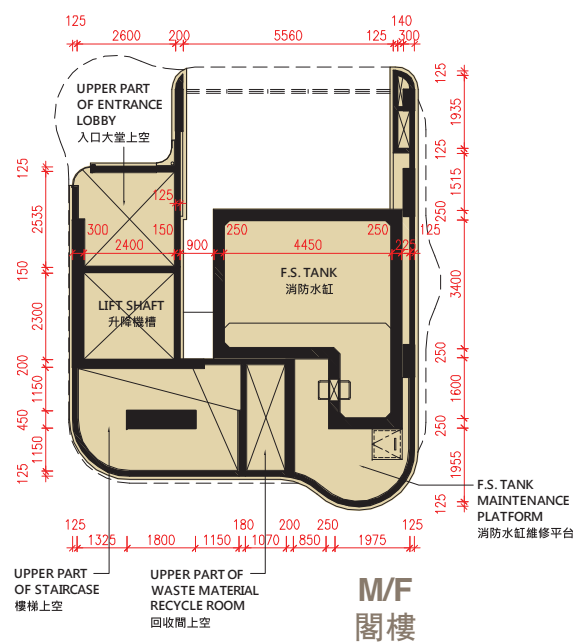 125 140
2600 200 5560 125 300
UPPER PART
OF ENTRANCE
LOBBY
入口大堂上空
125
1935
125
1515
250
125
3400
250
1600
250
1955
125
125
2535
150
2300
200
1150
450
1150
125
125
300 150 250 250
2400 900 4450 225
F.S. TANK
消防水缸
LIFT SHAFT
升降機槽
F.S. TANK
MAINTENANCE
PLATFORM
消防水缸維修平台
125 180 200 250 125
1325 1800 1150 1070 850 1975
UPPER PART
OF STAIRCASE
樓梯上空
UPPER PART OF
WASTE MATERIAL
RECYCLE ROOM
回收間上空
M/F
閣樓